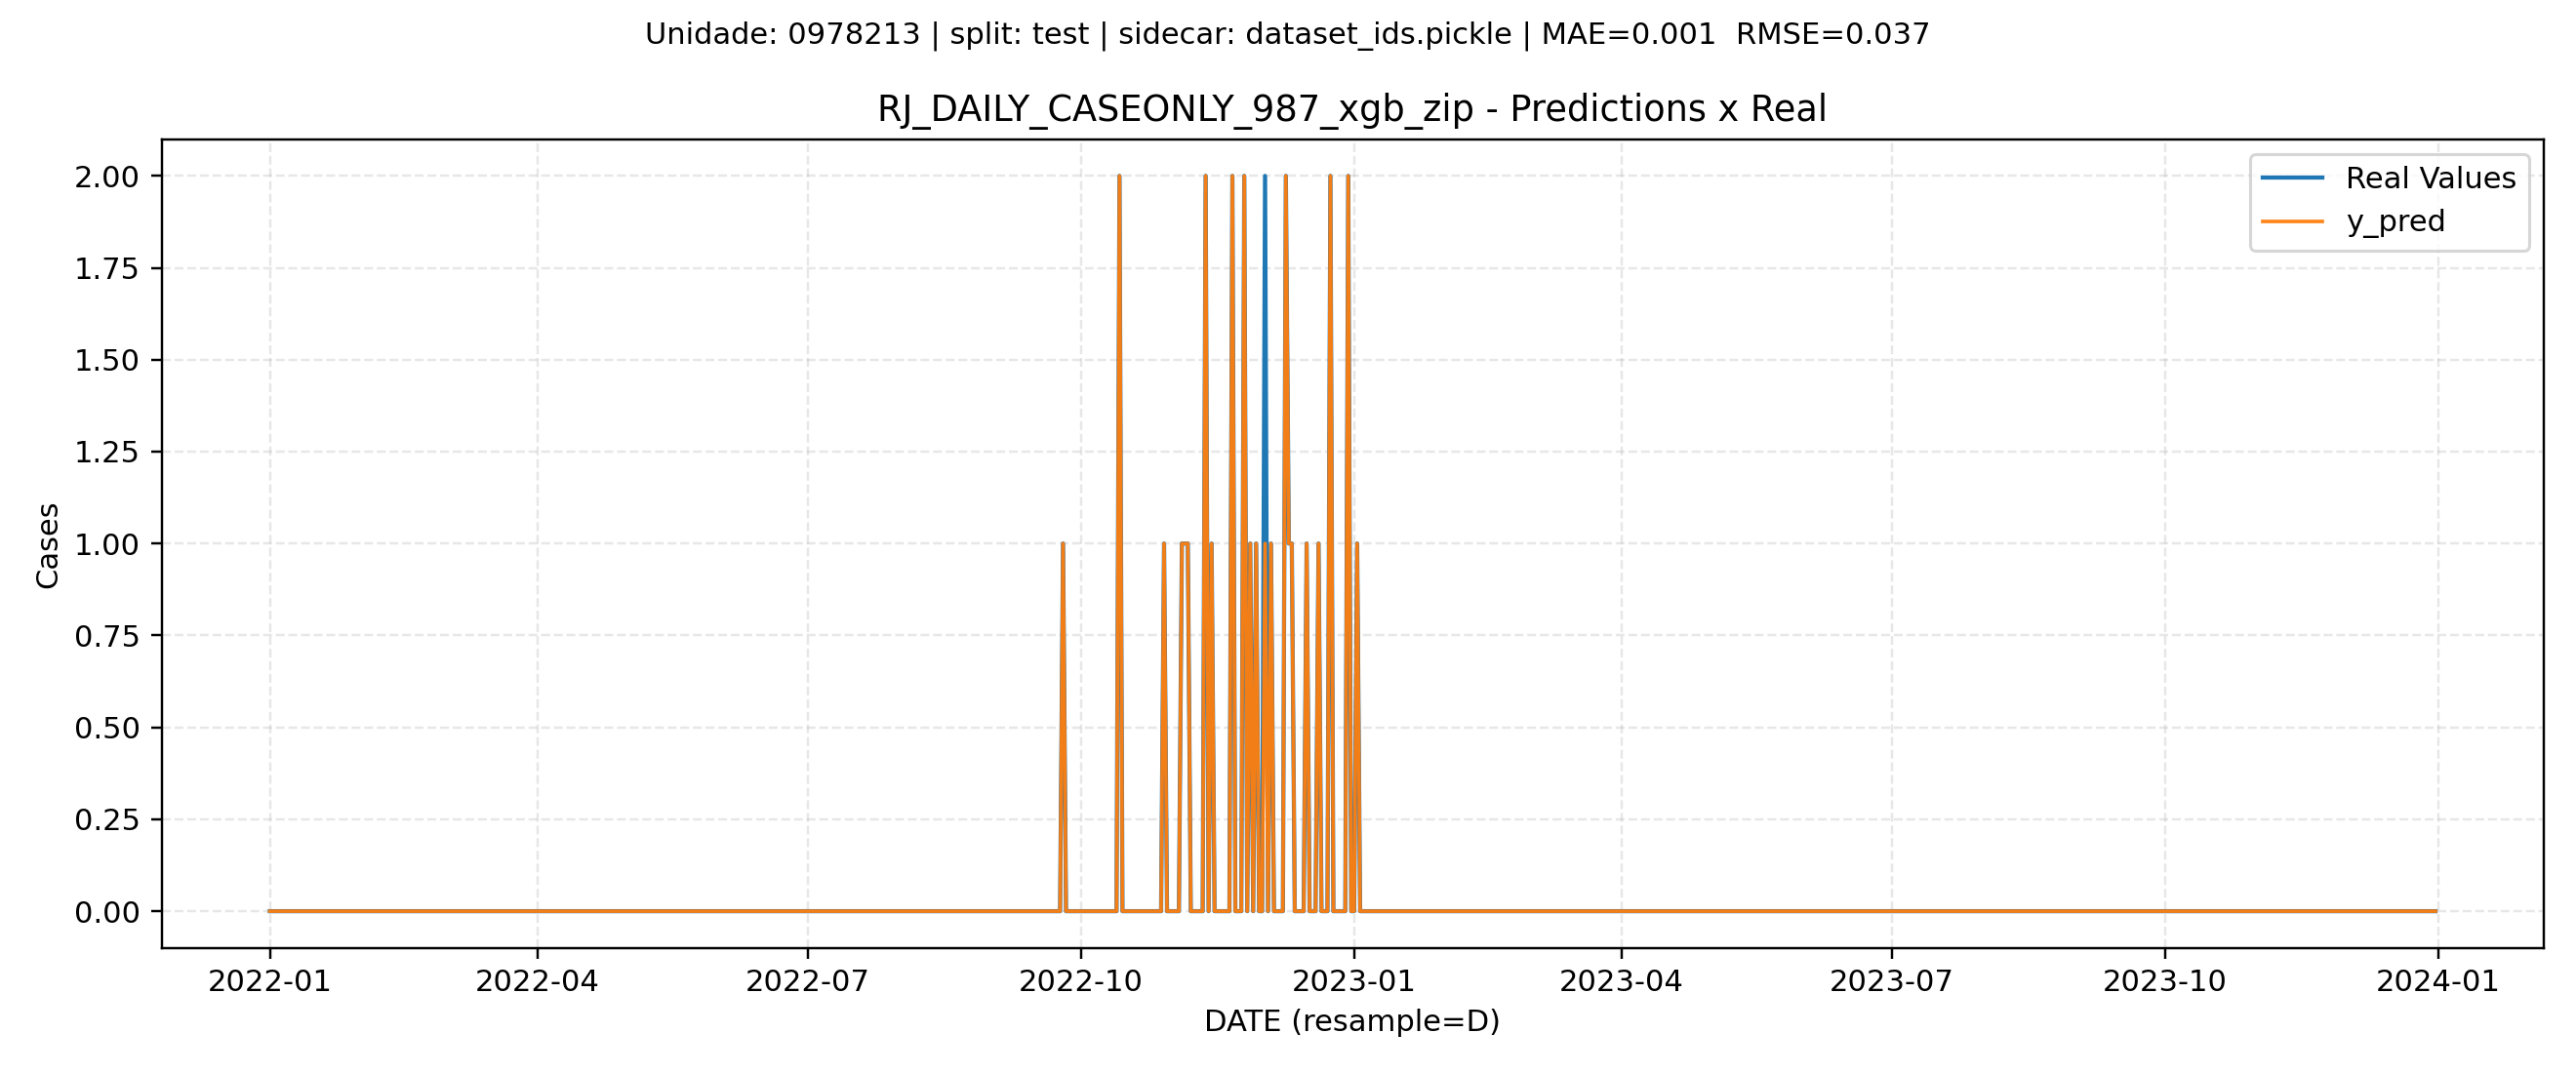 Unidade: 0978213 | split: test | sidecar: dataset_ids.pickle | MAE=0.001  RMSE=0.037
RJ_DAILY_CASEONLY_987_xgb_zip - Predictions x Real
Real Values
y_pred
2.00
1.75
1.50
1.25
1.00
0.75
0.50
0.25
0.00
Cases
2022-01 2022-04 2022-07 2022-10 2023-01 2023-04 2023-07 2023-10 2024-01
DATE (resample=D)